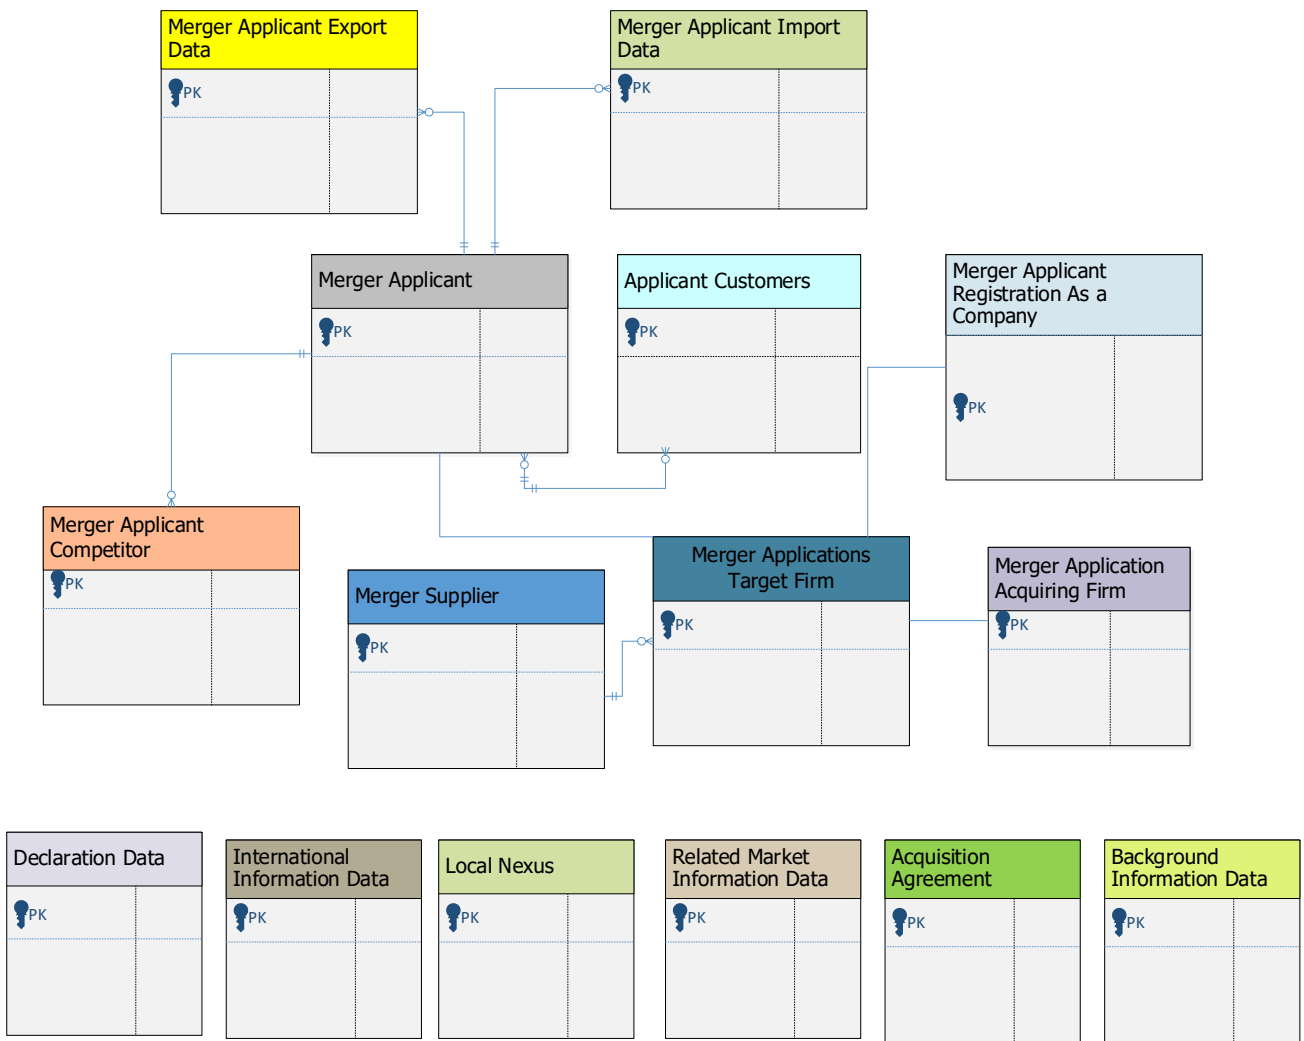 Merger Applicant Export
Data
PK
Merger Applicant Import
Data
PK
Merger Applicant
PK
Applicant Customers
PK
Merger Applicant
Registration As a
Company
PK
Merger Applicant
Competitor
PK
Merger Supplier
PK
Merger Applications
Target Firm
PK
Merger Application
Acquiring Firm
PK
Declaration Data
PK
International
Information Data
PK
Local Nexus
PK
Related Market
Information Data
PK
Acquisition
Agreement
PK
Background
Information Data
PK